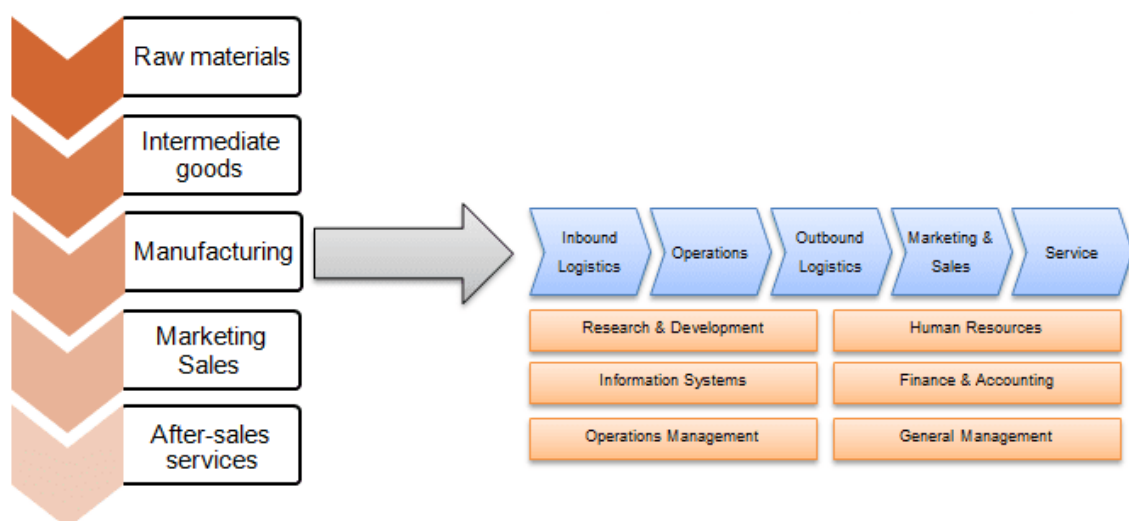 Raw materials
Intermediate
goods
Manufacturing
Marketing
Sales
After-sales
services
Inbound
Logistics
Operations
Outbound
Logistics
Marketing &
Sales
Service
Research & Development
Human Resources
Information Systems
Finance & Accounting
Operations Management
General Management